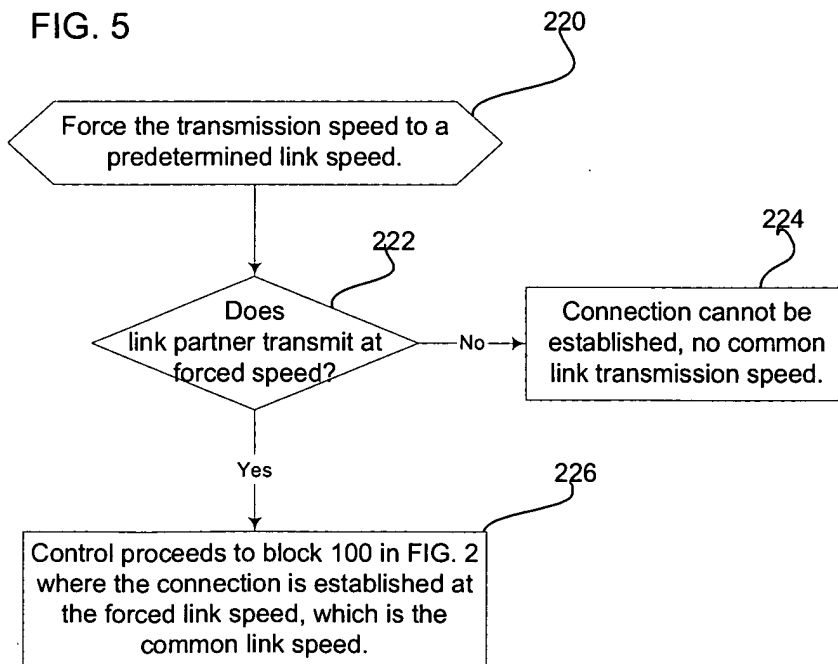 FIG. 5
220
Force the transmission speed to a
predetermined link speed.
222
Does
link partner transmit at
forced speed?
No
224
Connection cannot be
established, no common
link transmission speed.
Yes
226
Control proceeds to block 100 in FIG. 2
where the connection is established at
the forced link speed, which is the
common link speed.